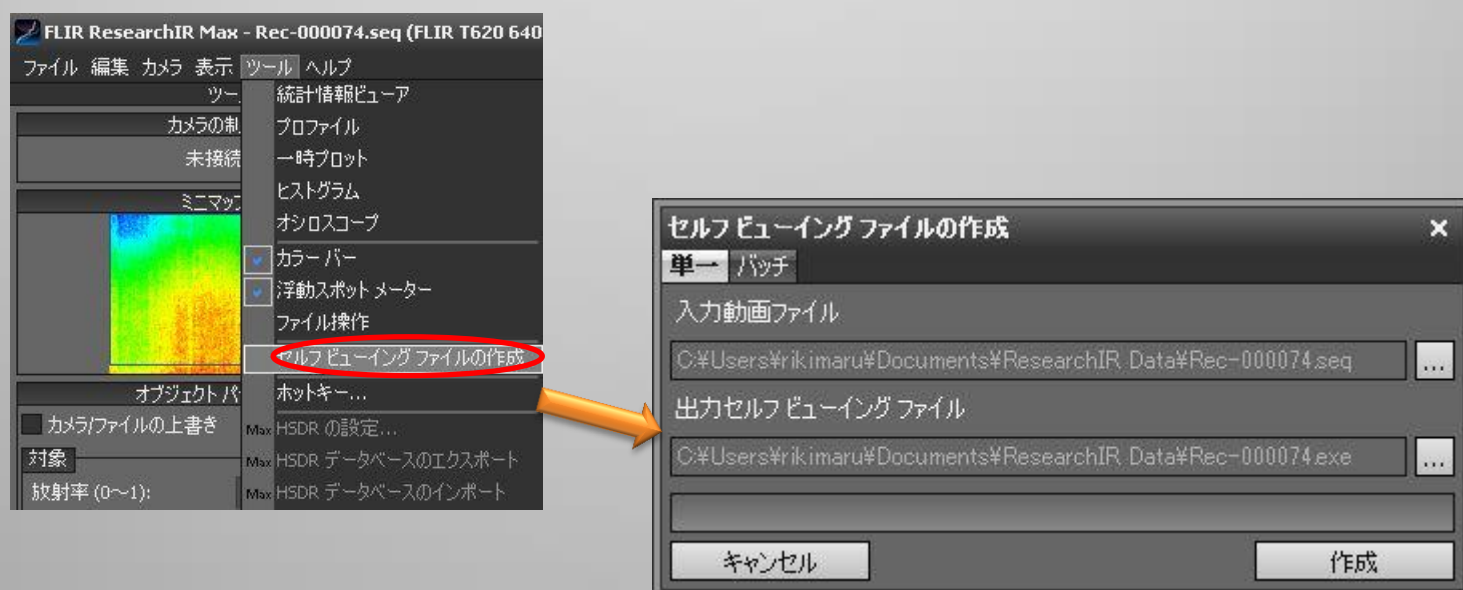 FLIR ResearchIR Max - Rec-000074.seq (FLIR T620 640
ファイル 編集 カメラ 表示 ツール ヘルプ
ツー
カメラの制
未接続
ミニマップ
オブジェクト パ
カメラ/ファイルの上書き
対象
放射率 (0～1):
統計情報ビューア
プロファイル
一時プロット
ヒストグラム
オシロスコープ
カラー バー
浮動スポット メーター
ファイル操作
セルフ ビューイング ファイルの作成
ホットキー...
Max HSDR の設定...
Max HSDR データベースのエクスポート
Max HSDR データベースのインポート
セルフ ビューイング ファイルの作成 ×
単一 バッチ
入力動画ファイル
C:¥Users¥rikimaru¥Documents¥ResearchIR Data¥Rec-000074.seq ...
出力セルフ ビューイング ファイル
C:¥Users¥rikimaru¥Documents¥ResearchIR Data¥Rec-000074.exe ...
キャンセル 作成